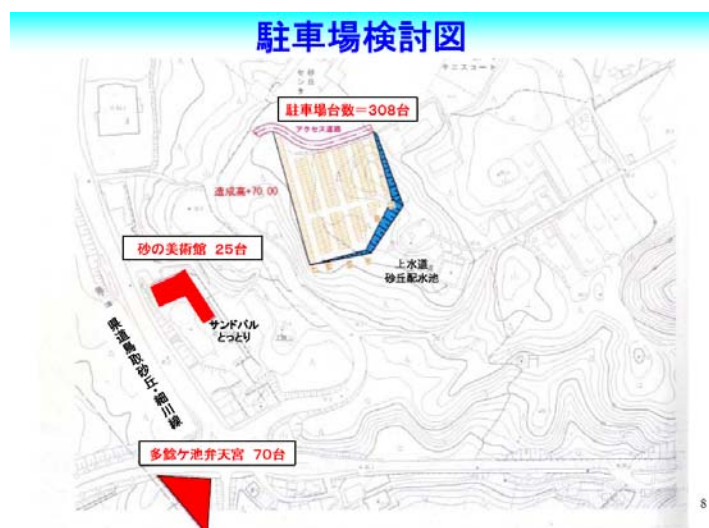 駐車場検討図
砂丘
セン
テニスコート
駐車場台数=308台
アクセス道路
造成高+70.00
砂の美術館 25台
上水道
砂丘配水池
サンドパル
とっとり
県道鳥取砂丘・細川線
多鯰ケ池弁天宮 70台
8